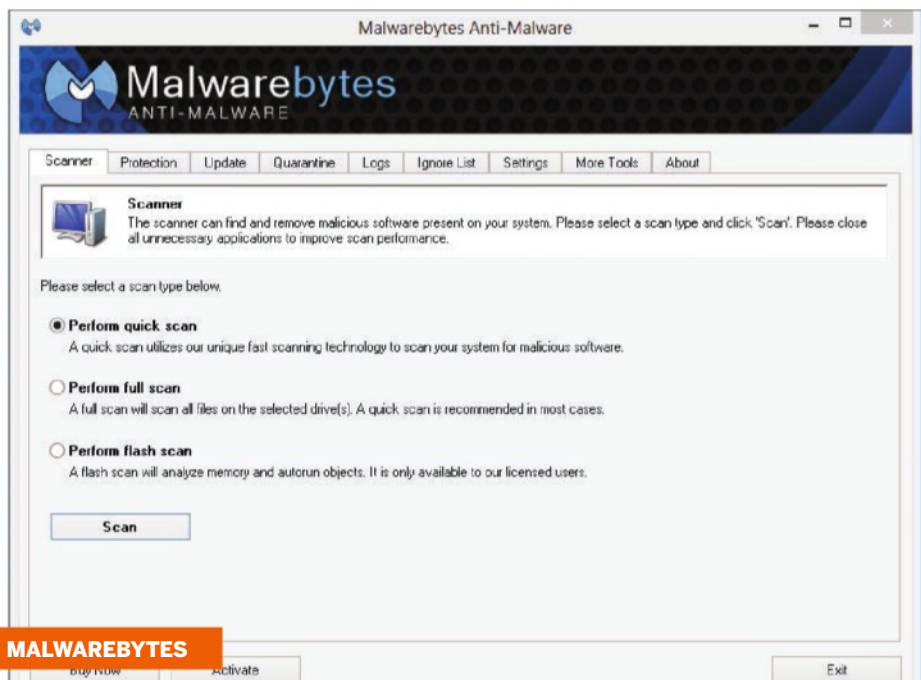 Malwarebytes Anti-Malware
Malwarebytes
ANTI-MALWARE
Scanner Protection Update Quarantine Logs Ignore List Settings More Tools About
Scanner
The scanner can find and remove malicious software present on your system. Please select a scan type and click 'Scan'. Please close
all unnecessary applications to improve scan performance.
Please select a scan type below.
Perform quick scan
A quick scan utilizes our unique fast scanning technology to scan your system for malicious software.
Perform full scan
A full scan will scan all files on the selected drive(s). A quick scan is recommended in most cases.
Perform flash scan
A flash scan will analyze memory and autorun objects. It is only available to our licensed users.
Scan
MALWAREBYTES
Buy Now Activate Exit